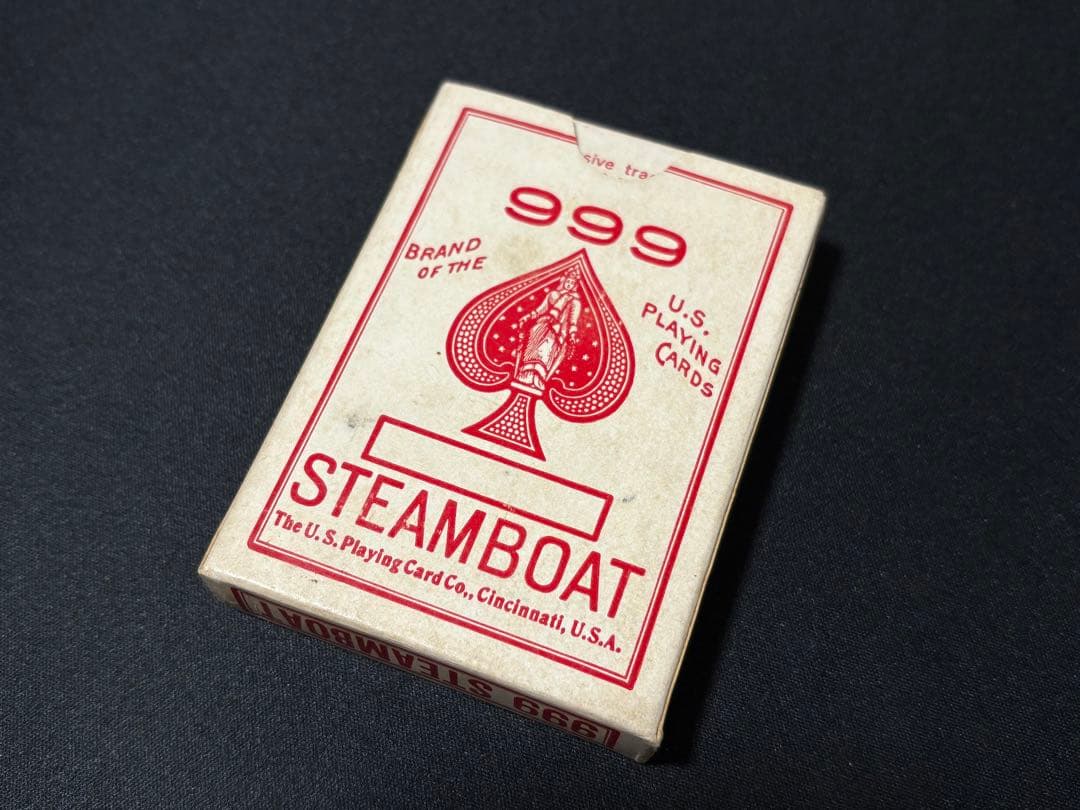 sive tra
999
BRAND
OF THE
U.S.
PLAYING
CARDS
STEAMBOAT
The U. S. Playing Card Co., Cincinnati, U.S.A.
999 STEAMBOAT